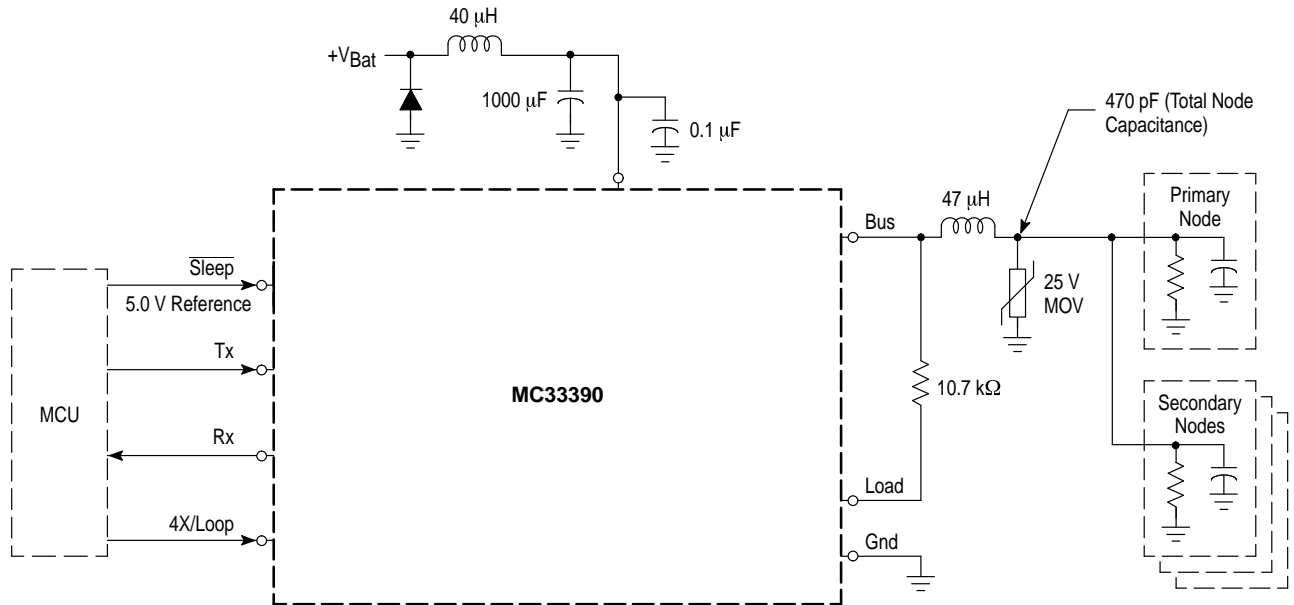 40 μH
+VBat
1000 μF
0.1 μF
470 pF (Total Node
Capacitance)
47 μH
Primary
Node
Bus
Sleep
5.0 V Reference
25 V
MOV
Tx
MC33390
10.7 kΩ
MCU
Secondary
Nodes
Rx
Load
4X/Loop
Gnd